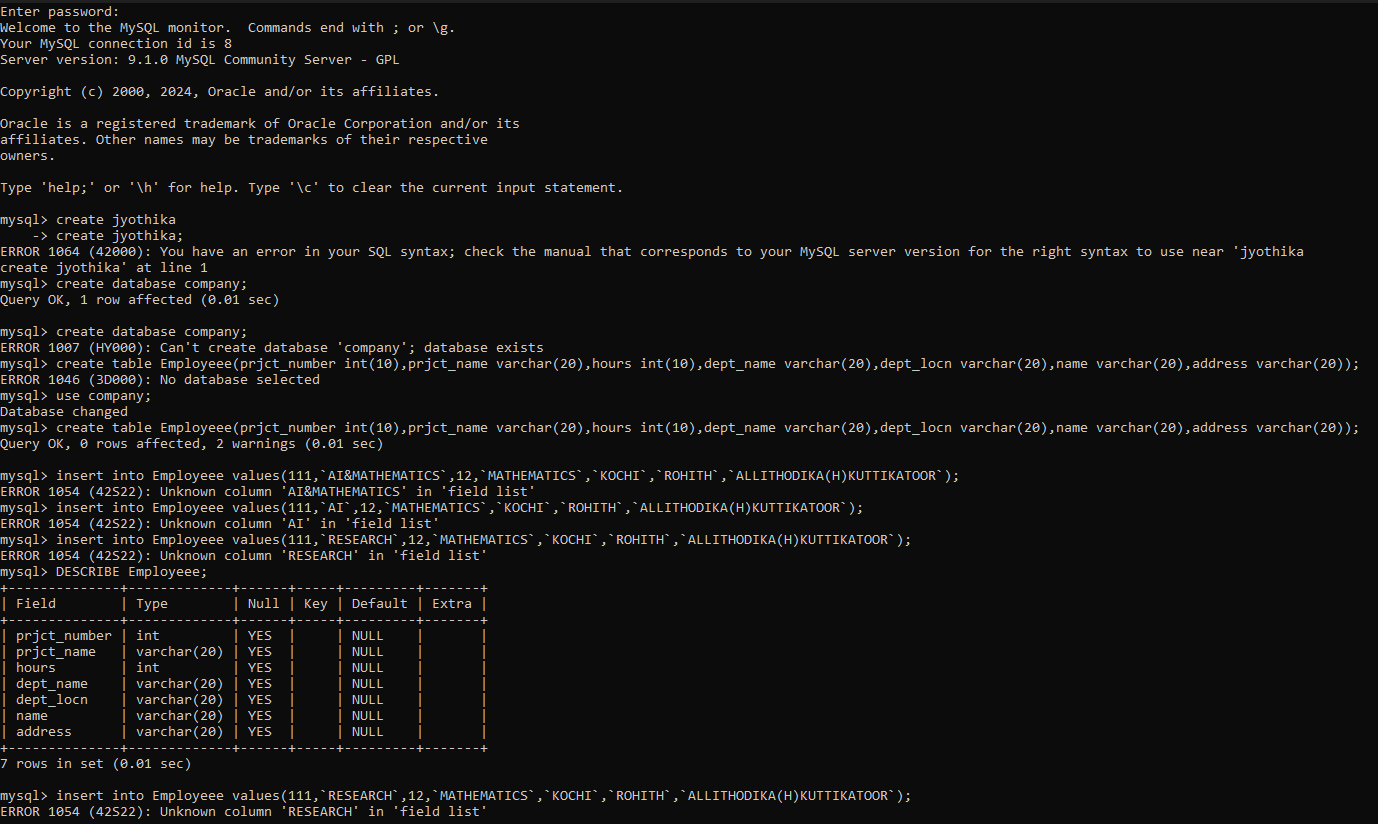 Enter password:
Welcome to the MySQL monitor.  Commands end with ; or \g.
Your MySQL connection id is 8
Server version: 9.1.0 MySQL Community Server - GPL
Copyright (c) 2000, 2024, Oracle and/or its affiliates.
Oracle is a registered trademark of Oracle Corporation and/or its
affiliates. Other names may be trademarks of their respective
owners.
Type 'help;' or '\h' for help. Type '\c' to clear the current input statement.
mysql> create jyothika
    -> create jyothika;
ERROR 1064 (42000): You have an error in your SQL syntax; check the manual that corresponds to your MySQL server version for the right syntax to use near 'jyothika
create jyothika' at line 1
mysql> create database company;
Query OK, 1 row affected (0.01 sec)
mysql> create database company;
ERROR 1007 (HY000): Can't create database 'company'; database exists
mysql> create table Employeee(prjct_number int(10),prjct_name varchar(20),hours int(10),dept_name varchar(20),dept_locn varchar(20),name varchar(20),address varchar(20));
ERROR 1046 (3D000): No database selected
mysql> use company;
Database changed
mysql> create table Employeee(prjct_number int(10),prjct_name varchar(20),hours int(10),dept_name varchar(20),dept_locn varchar(20),name varchar(20),address varchar(20));
Query OK, 0 rows affected, 2 warnings (0.01 sec)
mysql> insert into Employeee values(111,`AI&MATHEMATICS`,12,`MATHEMATICS`,`KOCHI`,`ROHITH`,`ALLITHODIKA(H)KUTTIKATOOR`);
ERROR 1054 (42S22): Unknown column 'AI&MATHEMATICS' in 'field list'
mysql> insert into Employeee values(111,`AI`,12,`MATHEMATICS`,`KOCHI`,`ROHITH`,`ALLITHODIKA(H)KUTTIKATOOR`);
ERROR 1054 (42S22): Unknown column 'AI' in 'field list'
mysql> insert into Employeee values(111,`RESEARCH`,12,`MATHEMATICS`,`KOCHI`,`ROHITH`,`ALLITHODIKA(H)KUTTIKATOOR`);
ERROR 1054 (42S22): Unknown column 'RESEARCH' in 'field list'
mysql> DESCRIBE Employeee;
+--------------+-------------+------+-----+---------+-------+
| Field        | Type        | Null | Key | Default | Extra |
+--------------+-------------+------+-----+---------+-------+
| prjct_number | int         | YES  |     | NULL    |       |
| prjct_name   | varchar(20) | YES  |     | NULL    |       |
| hours        | int         | YES  |     | NULL    |       |
| dept_name    | varchar(20) | YES  |     | NULL    |       |
| dept_locn    | varchar(20) | YES  |     | NULL    |       |
| name         | varchar(20) | YES  |     | NULL    |       |
| address      | varchar(20) | YES  |     | NULL    |       |
+--------------+-------------+------+-----+---------+-------+
7 rows in set (0.01 sec)
mysql> insert into Employeee values(111,`RESEARCH`,12,`MATHEMATICS`,`KOCHI`,`ROHITH`,`ALLITHODIKA(H)KUTTIKATOOR`);
ERROR 1054 (42S22): Unknown column 'RESEARCH' in 'field list'